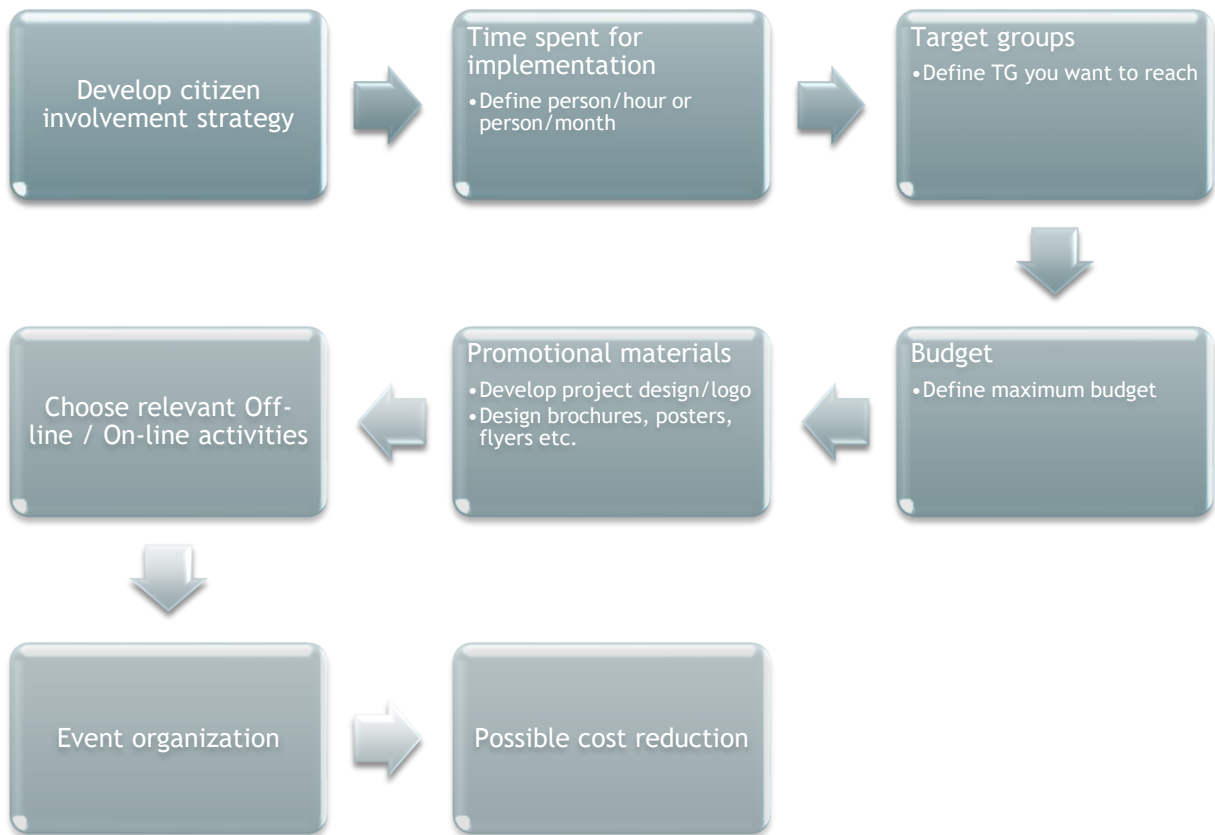 Develop citizen
involvement strategy
Time spent for
implementation
•Define person/hour or
person/month
Target groups
•Define TG you want to reach
Budget
•Define maximum budget
Promotional materials
•Develop project design/logo
•Design brochures, posters,
flyers etc.
Choose relevant Off-
line / On-line activities
Event organization
Possible cost reduction